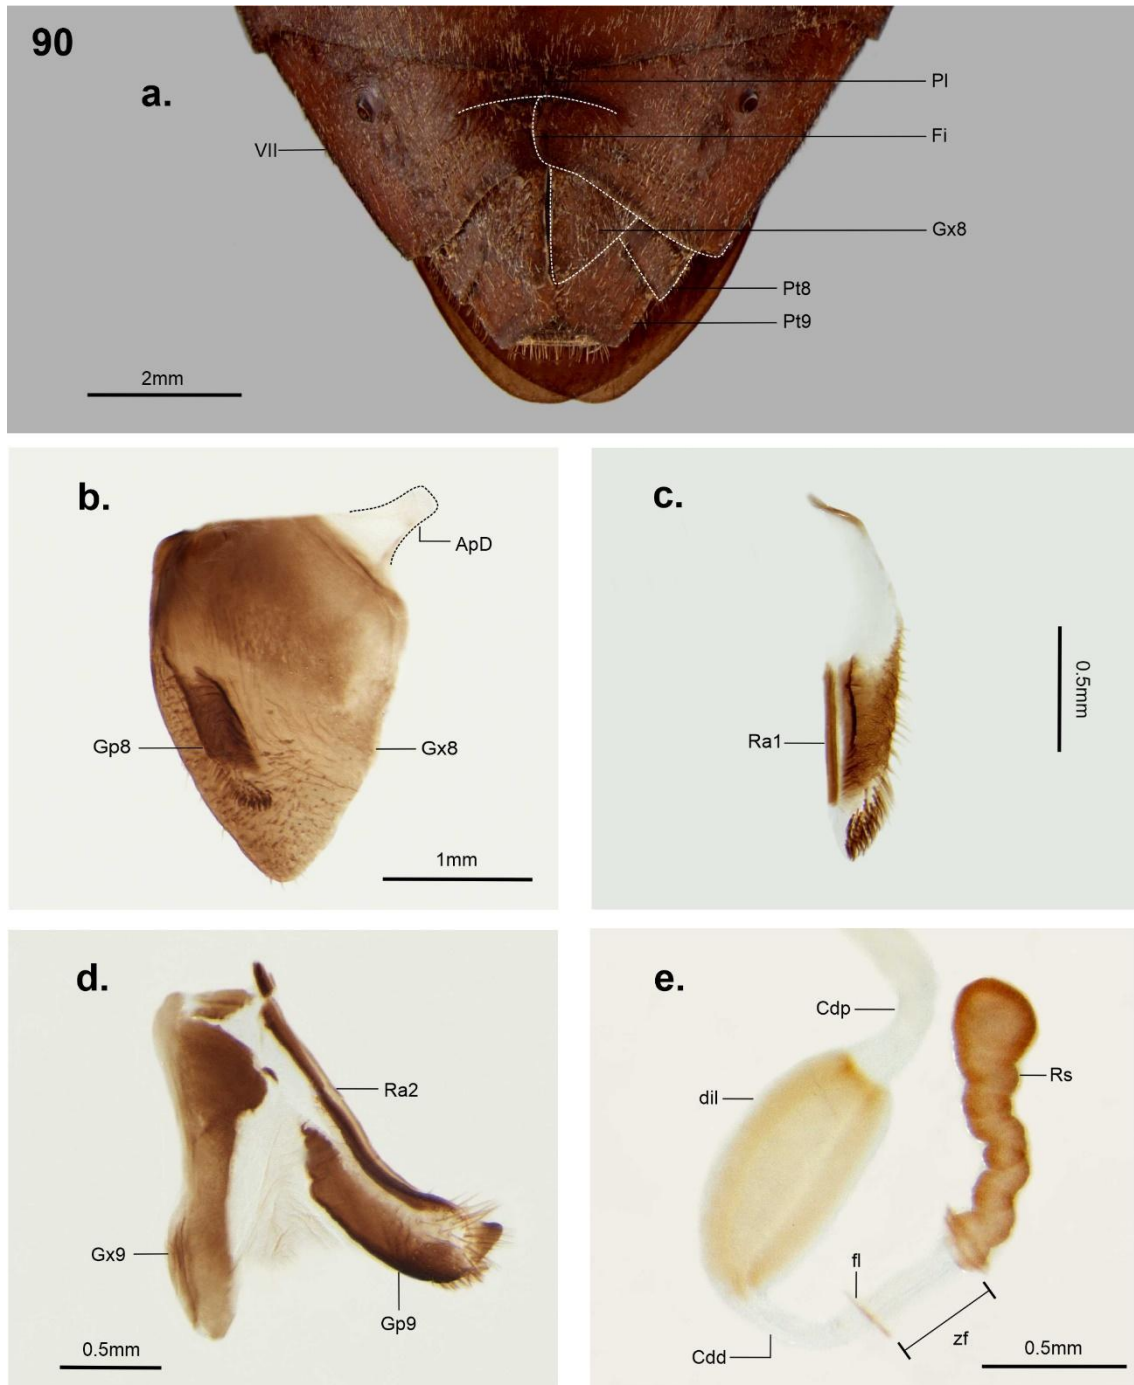 90
a.
Pl
Fi
VII
Gx8
Pt8
Pt9
2mm
b.
ApD
Gp8
Gx8
1mm
c.
Ra1
0.5mm
d.
Ra2
Gx9
Gp9
0.5mm
e.
Cdp
dil
Rs
fl
zf
Cdd
0.5mm